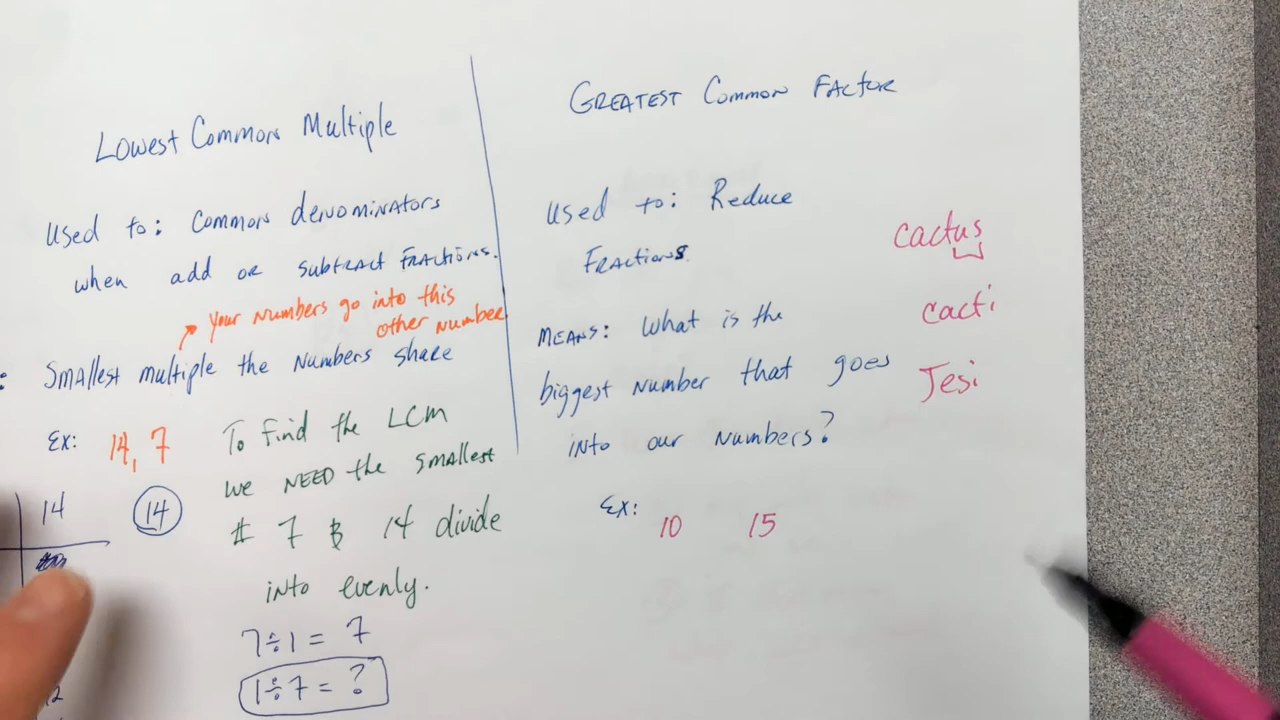 Lowest Common Multiple
Used to: Common denominators
when add or subtract Fractions.
Your Numbers go into this
other number
: Smallest multiple the Numbers share
Ex: 14, 7
14
14
To Find the LCM
we NEED the smallest
# 7 & 14 divide
into evenly.
7÷1 = 7
1÷7 = ?
GREATEST Common FACTOR
Used to: Reduce
Fractions.
MEANS: What is the
biggest Number that goes
into our Numbers?
Ex: 10 15
cactus
cacti
Jesi